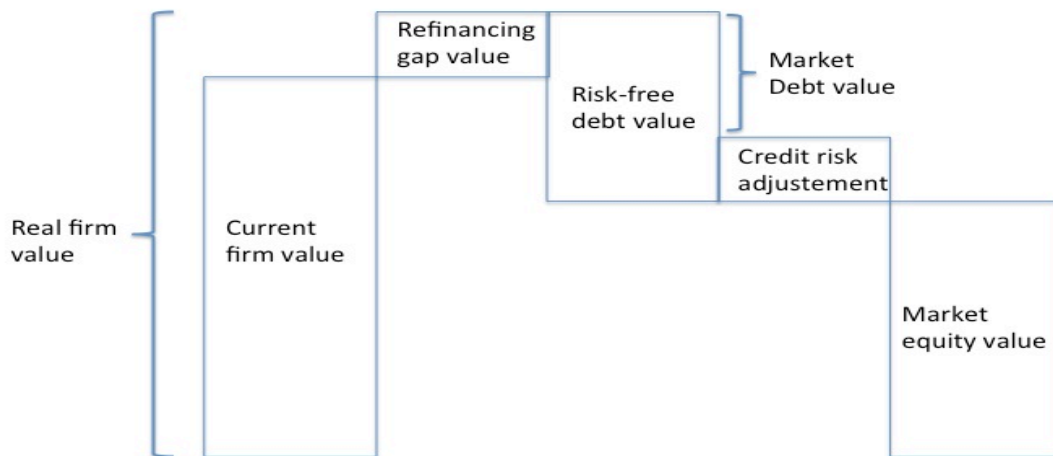 Real firm
value
Current
firm value
Refinancing
gap value
Risk-free
debt value
Market
Debt value
Credit risk
adjustement
Market
equity value